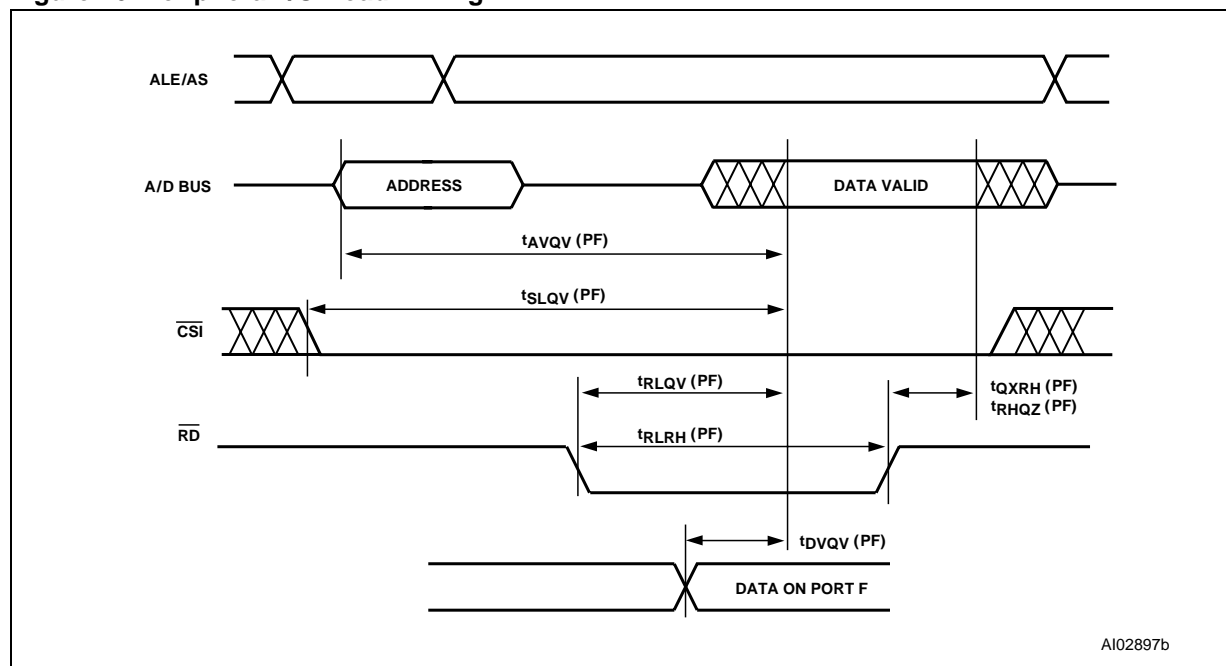 ALE/AS
A/D BUS
ADDRESS
DATA VALID
tAVQV (PF)
tSLQV (PF)
CSI
tRLQV (PF)
tQXRH (PF)
tRHQZ (PF)
RD
tRLRH (PF)
tDVQV (PF)
DATA ON PORT F
AI02897b